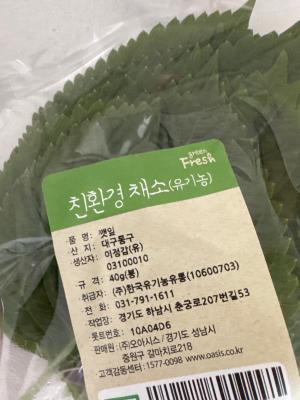 green
Fresh
친환경 채소(유기농)
품 명: 깻잎
산 지: 대구동구
생산자: 이정갑(유)
03100010
규 격: 40g(봉)
취급자: (주)한국유기농유통(10600703)
전 화: 031-791-1611
작업장: 경기도 하남시 춘궁로207번길53
롯트번호: 10A04D6
판매원: (주)오아시스/경기도 성남시
중원구 갈마치로218
고객감동센터:1577-0098 www.oasis.co.kr